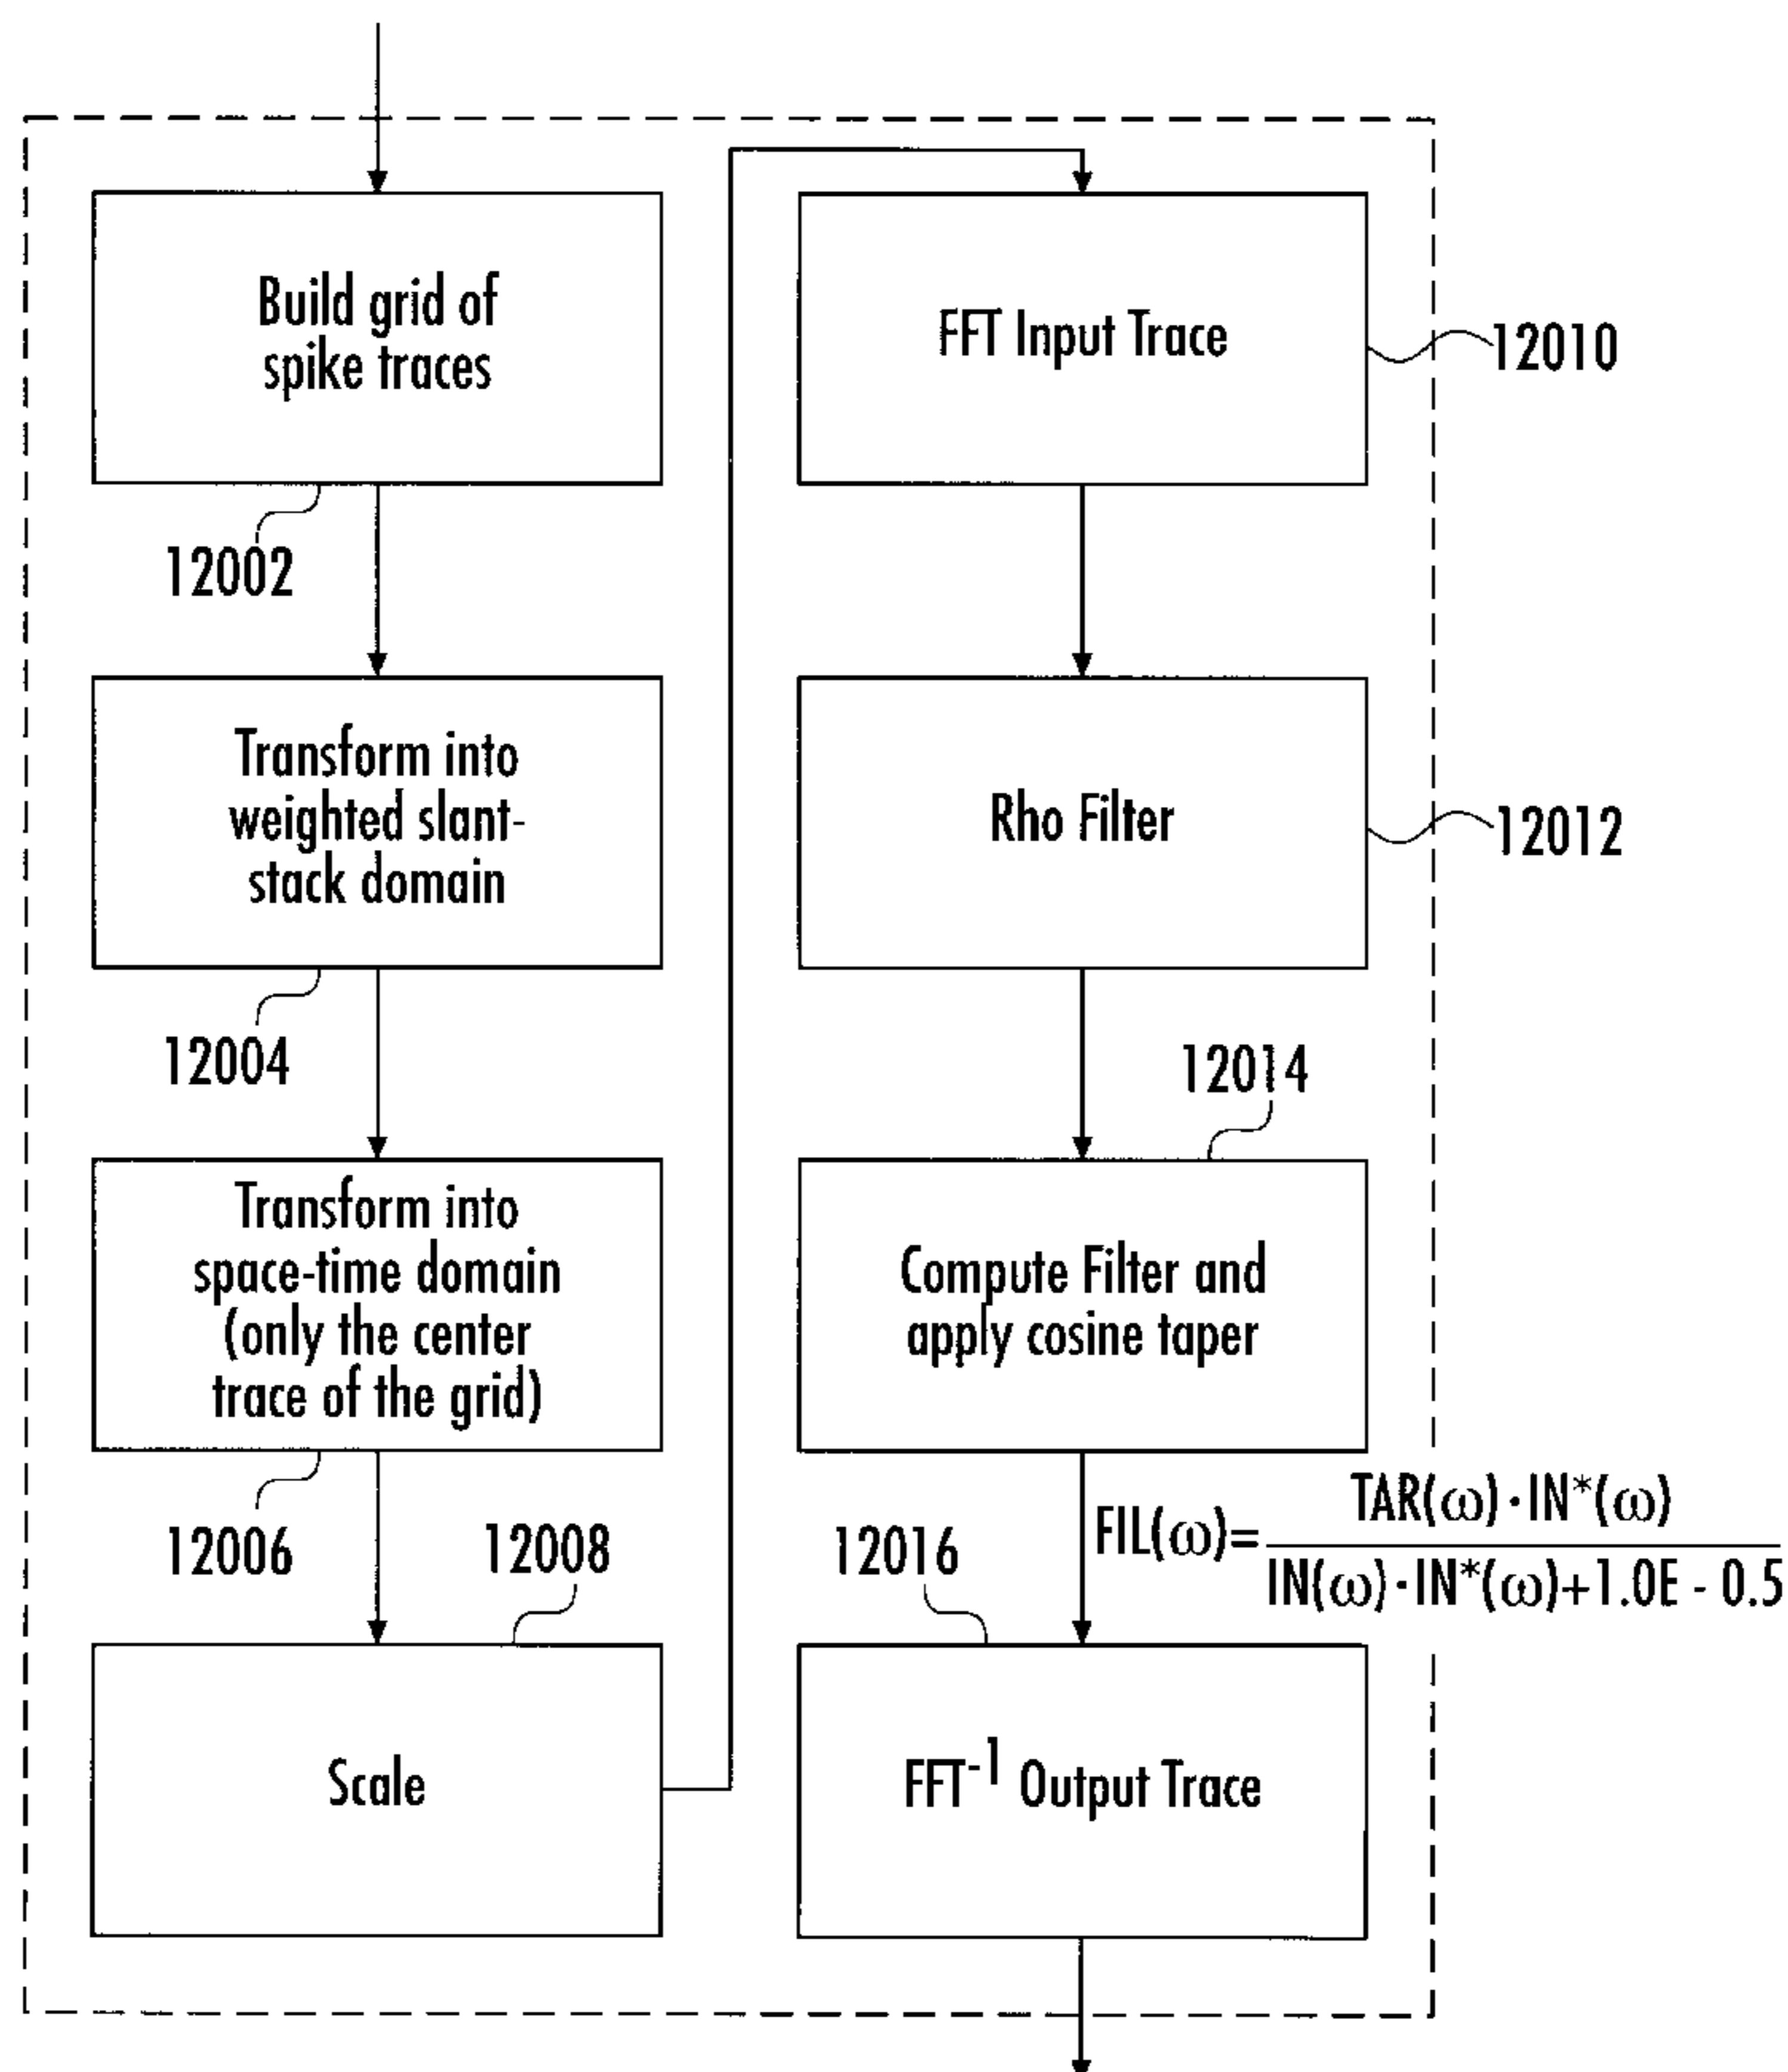 Build grid of
spike traces
12002
Transform into
weighted slant-
stack domain
12004
Transform into
space-time domain
(only the center
trace of the grid)
12006
12008
Scale
FFT Input Trace
12010
Rho Filter
12012
12014
Compute Filter and
apply cosine taper
FIL(ω)= TAR(ω)·IN*(ω)
IN(ω)·IN*(ω)+1.0E - 0.5
12016
FFT⁻¹ Output Trace